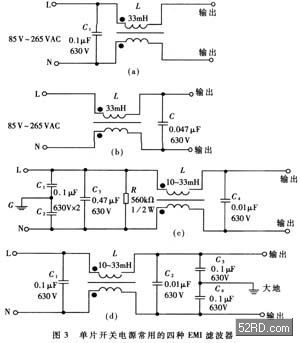 L
L
输出
C₁
33mH
85V~265VAC
0.1μF
630V
N
输出
(a)
L
L
输出
33mH
C
85V~265VAC
0.047μF
630V
N
输出
(b)
L
L
输出
10~33mH
C₁
0.1μF
C₃
R
C₄
G
0.47μF
560kΩ
0.01μF
C₂
630V×2
630V
1/2W
630V
N
输出
(c)
L
L
输出
10~33mH
C₁
C₂
C₃
0.1μF
0.1μF
0.01μF
630V
大地
630V
630V
C₄
0.1μF
630V
N
输出
(d)
图 3 单片开关电源常用的四种 EMI 滤波器
52RD.com